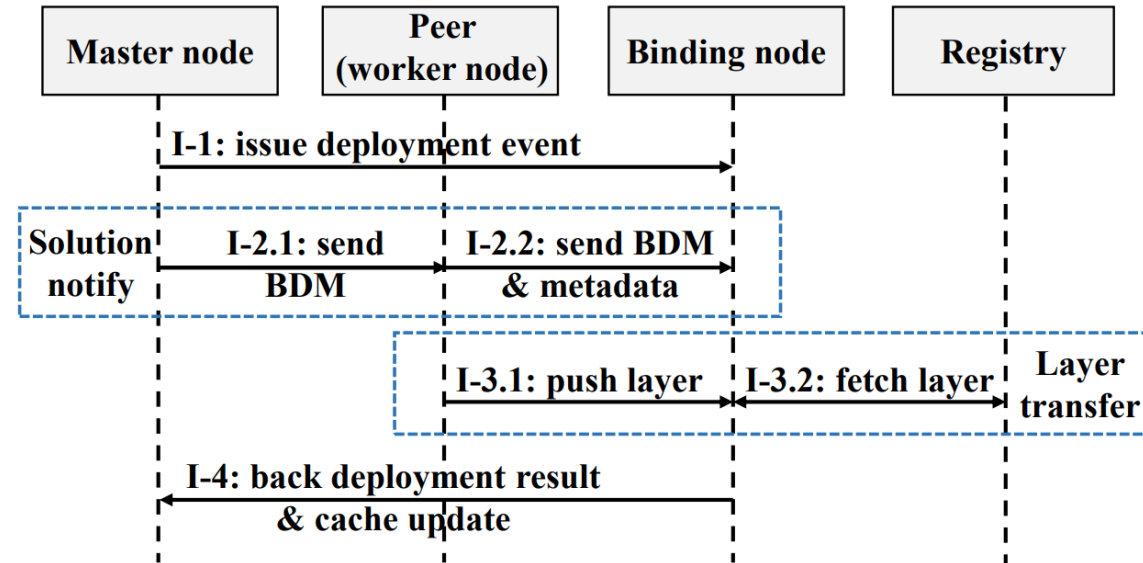 Master node
Peer
(worker node)
Binding node
Registry
I-1: issue deployment event
Solution
notify
I-2.1: send
BDM
I-2.2: send BDM
& metadata
I-3.1: push layer
I-3.2: fetch layer
Layer
transfer
I-4: back deployment result
& cache update